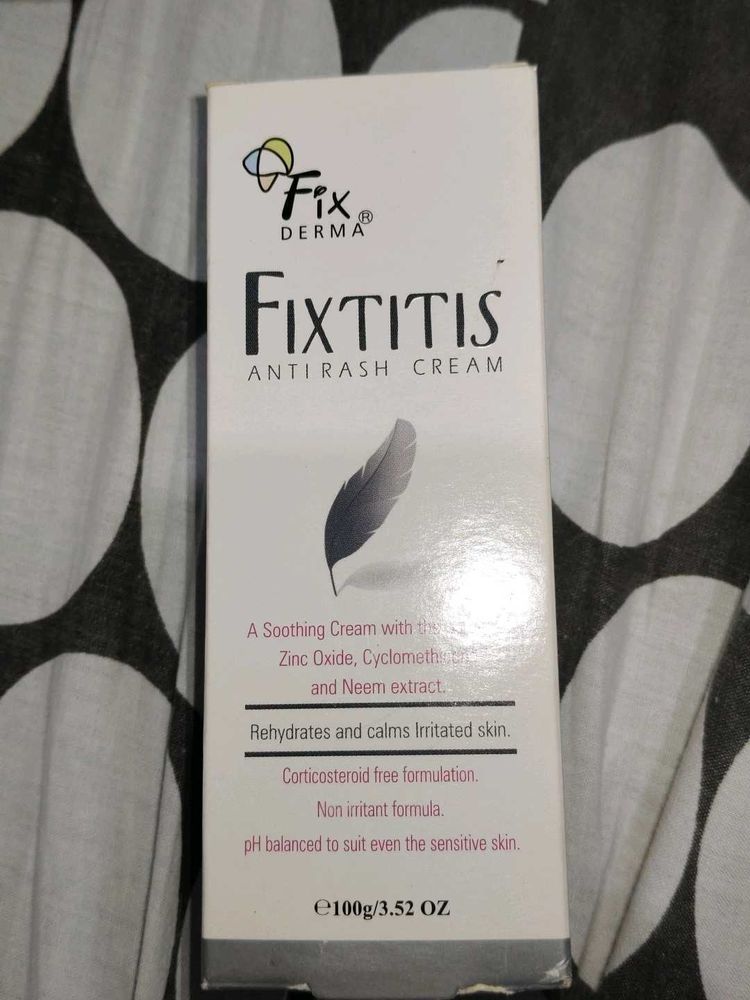 Fix
DERMA®
FIXTITIS
ANTI RASH CREAM
A Soothing Cream with the
Zinc Oxide,
and Neem extract.
Rehydrates and calms Irritated skin.
Corticosteroid free formulation.
Non irritant formula.
pH balanced to suit even the sensitive skin.
℮100g/3.52 OZ